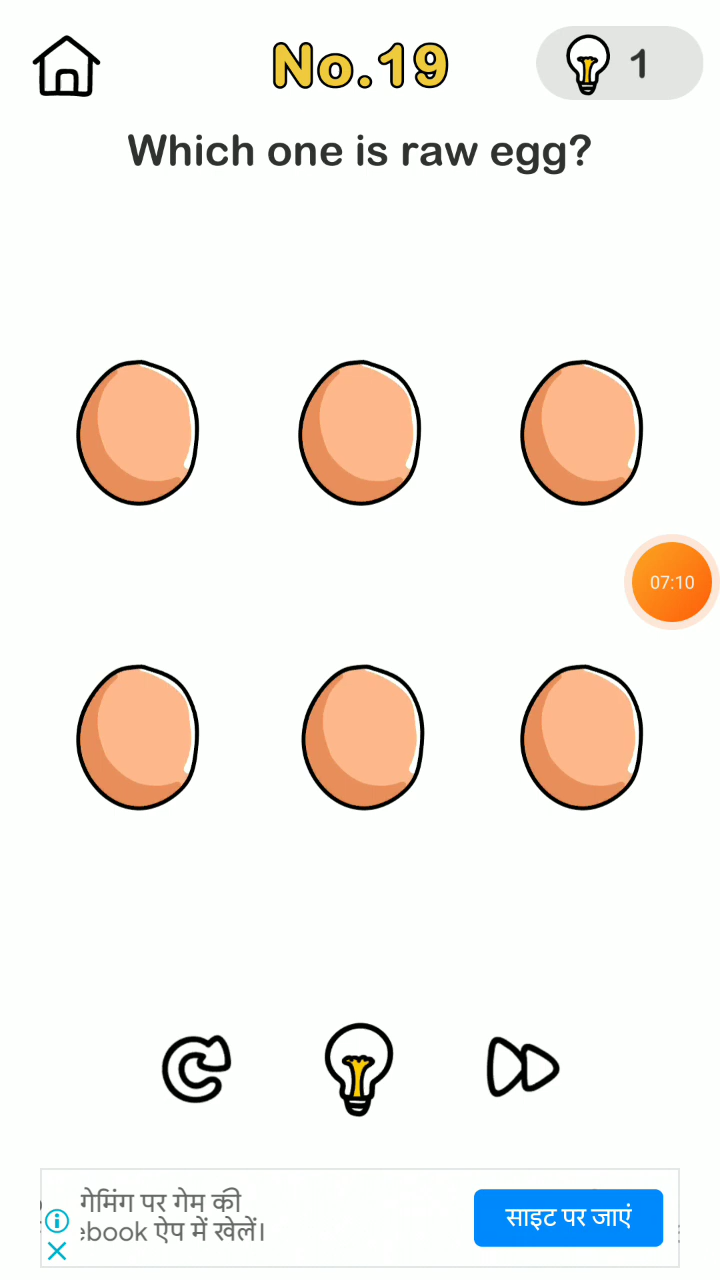 No.19
1
Which one is raw egg?
07:10
गेमिंग पर गेम की
ebook ऐप में खेलें।
साइट पर जाएं